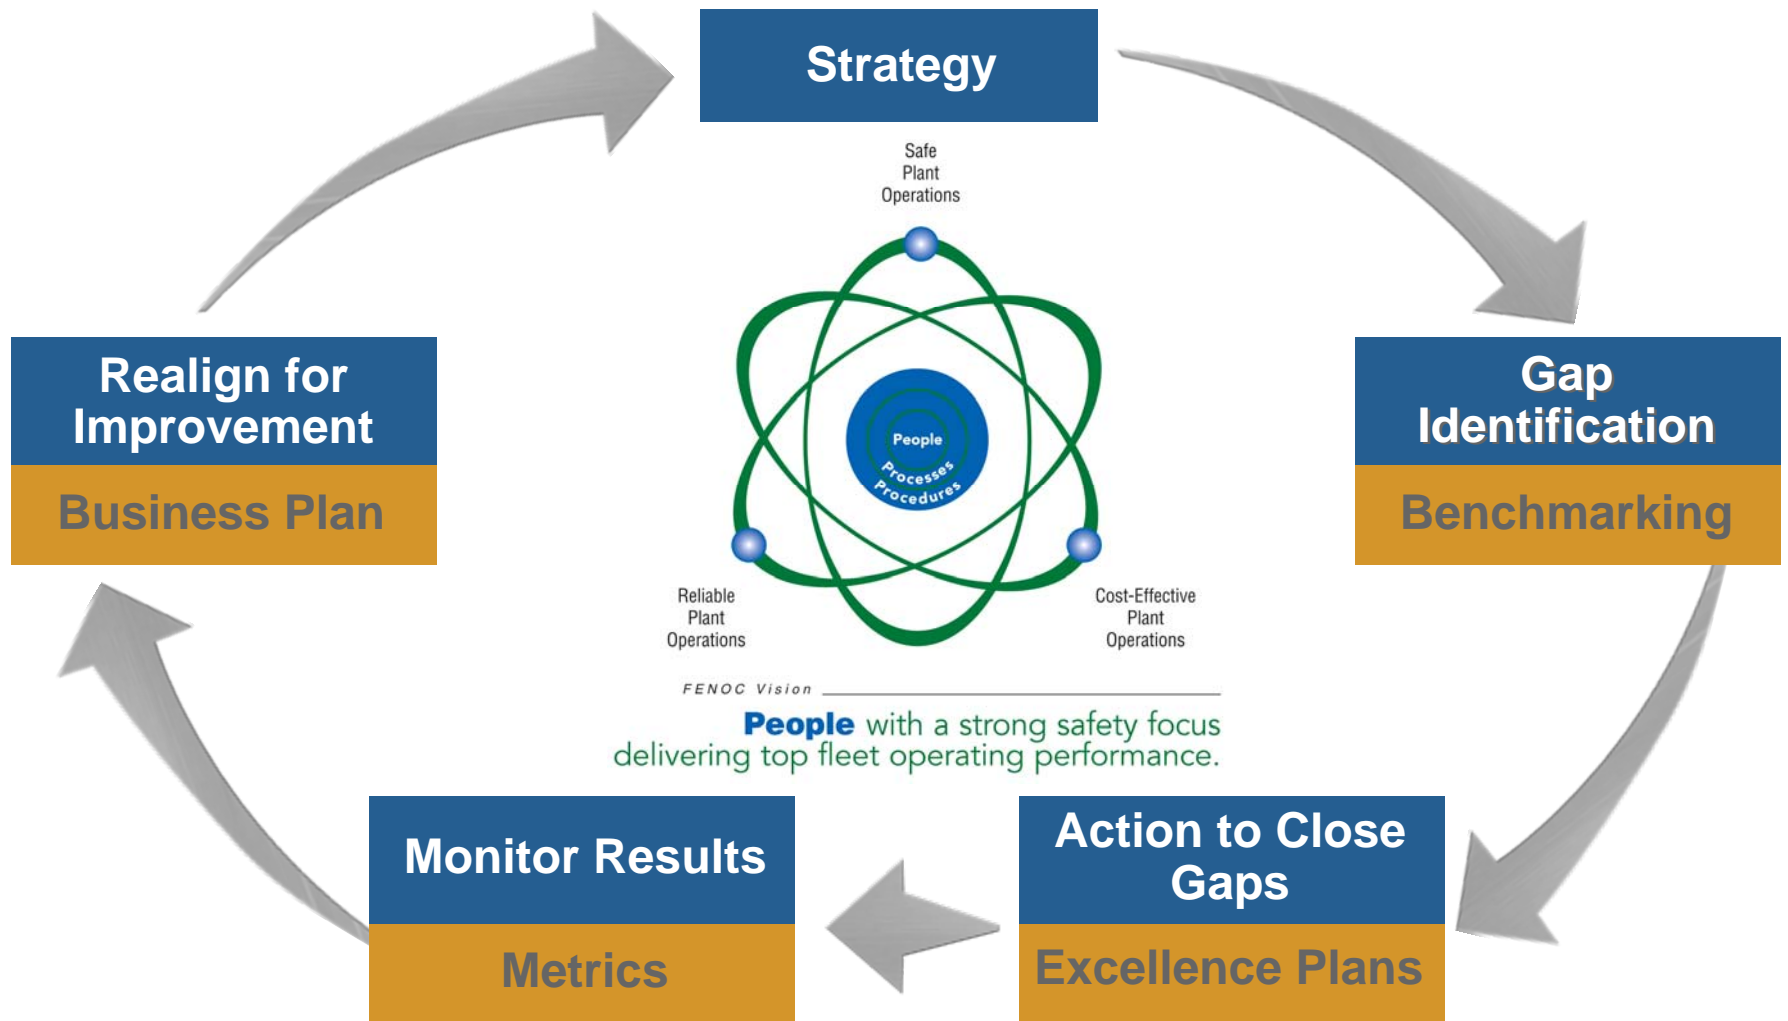 Strategy
Safe
Plant
Operations
Realign for
Improvement
Business Plan
Gap
Identification
Benchmarking
People
Processes
Procedures
Reliable
Plant
Operations
Cost-Effective
Plant
Operations
FENOC Vision
People with a strong safety focus
delivering top fleet operating performance.
Monitor Results
Metrics
Action to Close
Gaps
Excellence Plans